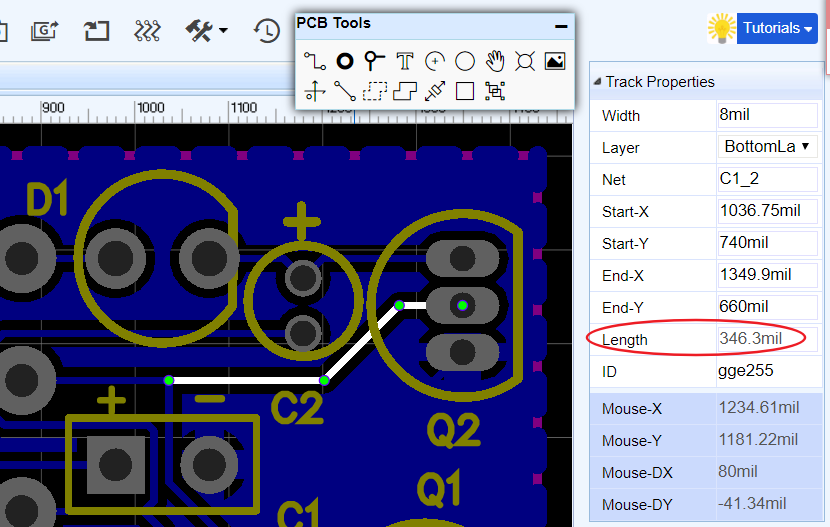 PCB Tools
Tutorials
900
1000
1100
Track Properties
Width 8mil
Layer BottomLa
Net C1_2
Start-X 1036.75mil
Start-Y 740mil
End-X 1349.9mil
End-Y 660mil
Length 346.3mil
ID gge255
Mouse-X 1234.61mil
Mouse-Y 1181.22mil
Mouse-DX 80mil
Mouse-DY -41.34mil
D1
+
+
-
C2
Q2
Q1
C1